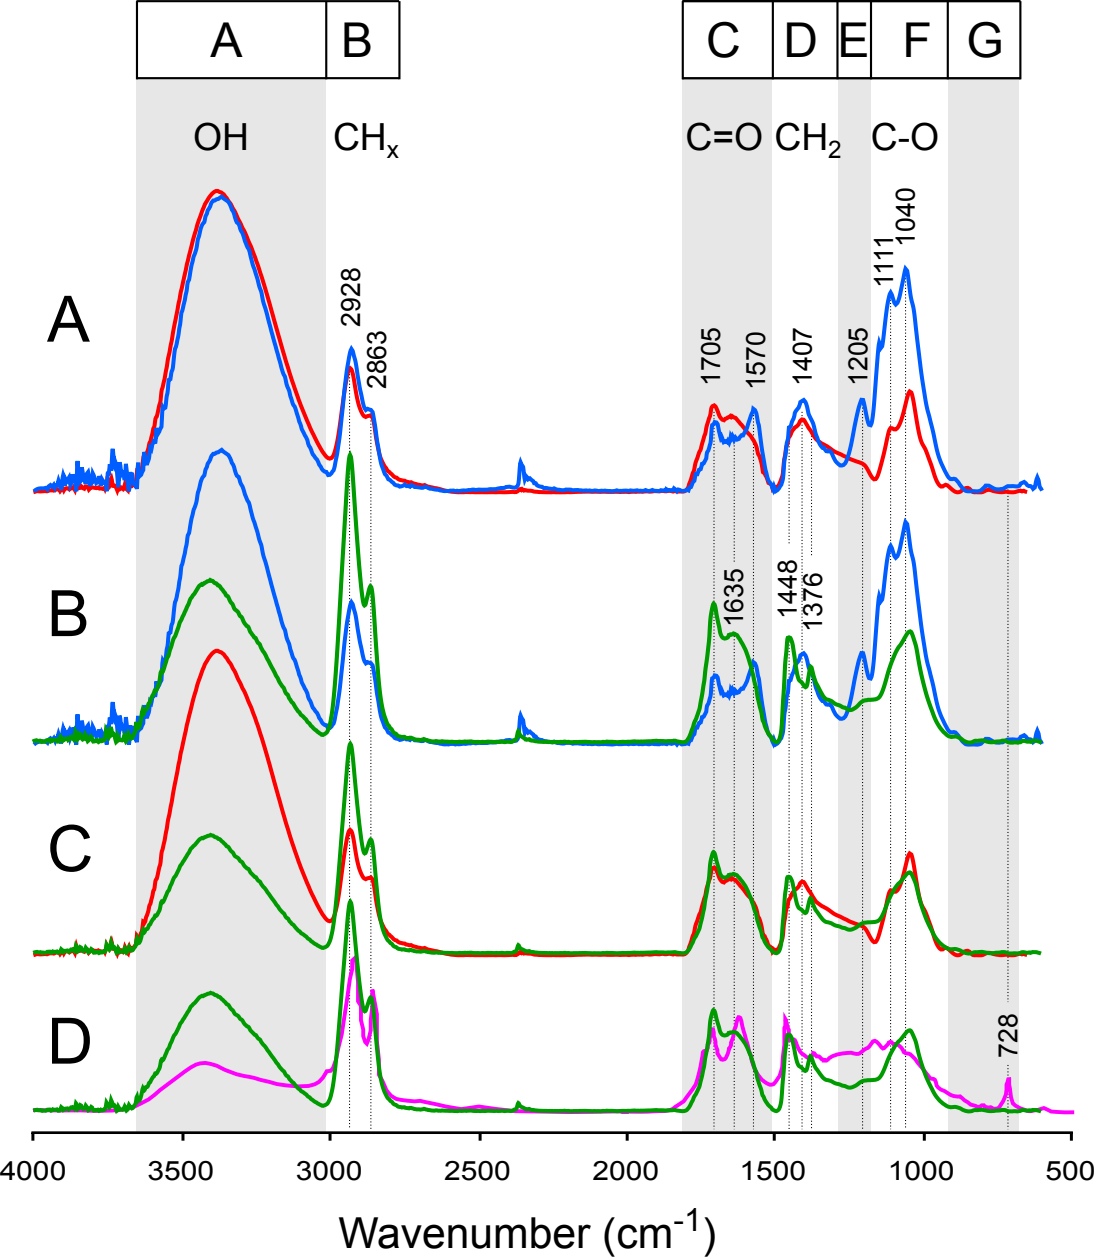 A B C D E F G
OH CHₓ C=O CH₂ C-O
A
2928
2863
1705
1570
1407
1205
1111
1040
B
1635
1448
1376
C
D
728
4000 3500 3000 2500 2000 1500 1000 500
Wavenumber (cm⁻¹)